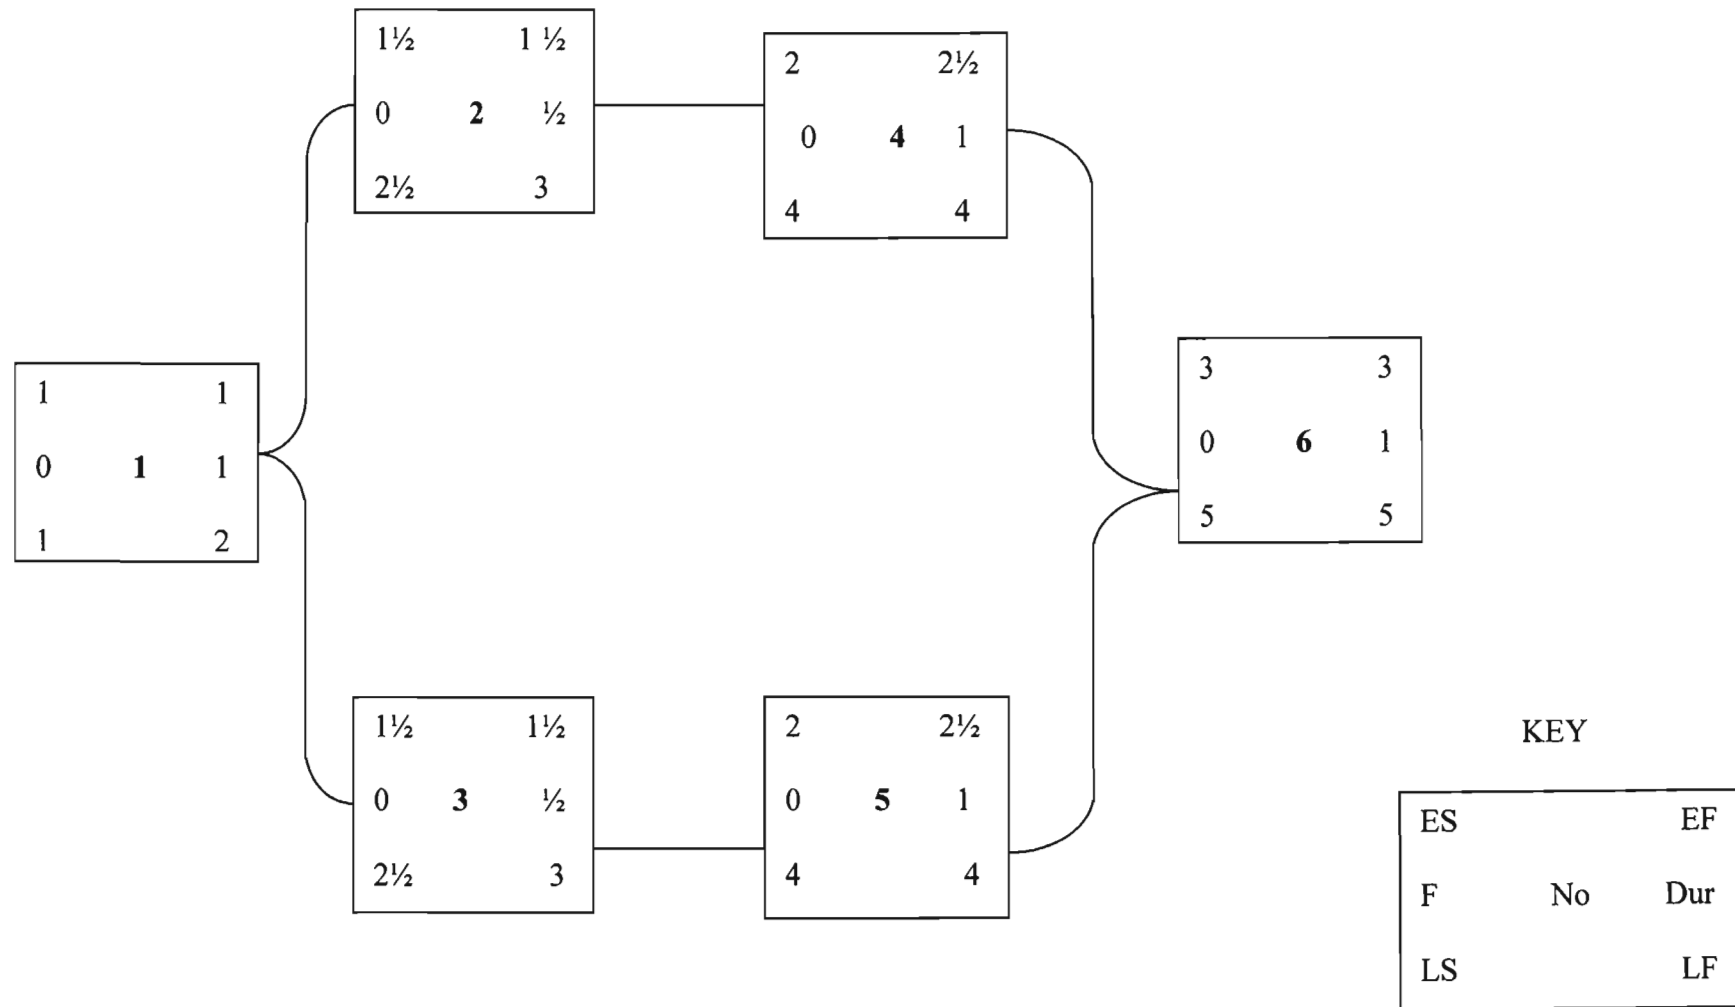 1½ 1 ½
0 2 ½
2½ 3
2 2½
0 4 1
4 4
1 1
0 1 1
1 2
3 3
0 6 1
5 5
1½ 1½
0 3 ½
2½ 3
2 2½
0 5 1
4 4
KEY
ES EF
F No Dur
LS LF